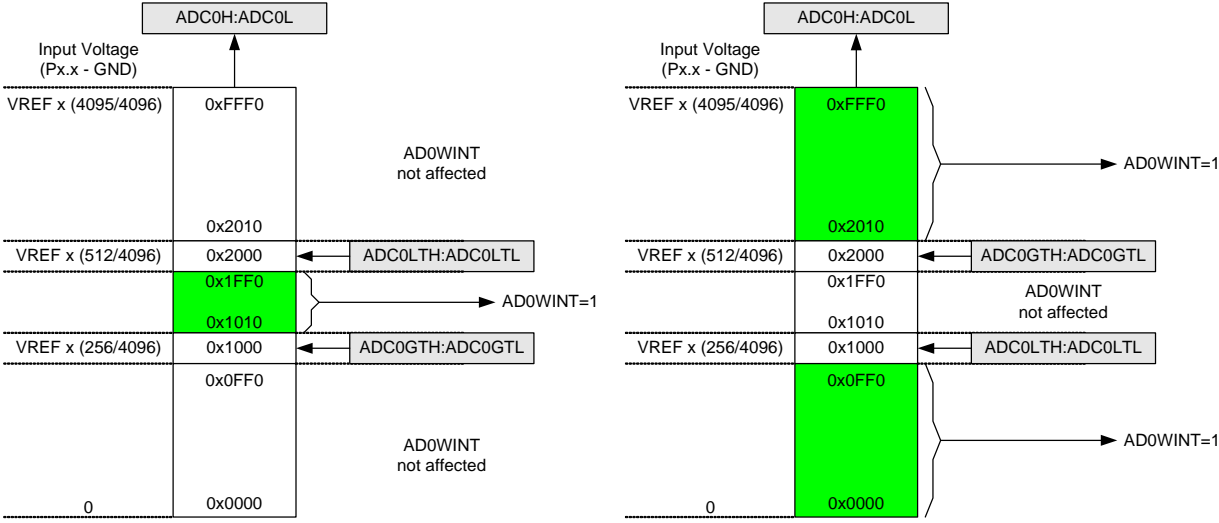 ADC0H:ADC0L
Input Voltage
(Px.x - GND)
VREF x (4095/4096)
0xFFF0
AD0WINT
not affected
0x2010
VREF x (512/4096)
0x2000
ADC0LTH:ADC0LTL
0x1FF0
AD0WINT=1
0x1010
VREF x (256/4096)
0x1000
ADC0GTH:ADC0GTL
0x0FF0
AD0WINT
not affected
0
0x0000
ADC0H:ADC0L
Input Voltage
(Px.x - GND)
VREF x (4095/4096)
0xFFF0
AD0WINT=1
0x2010
VREF x (512/4096)
0x2000
ADC0GTH:ADC0GTL
0x1FF0
AD0WINT
not affected
0x1010
VREF x (256/4096)
0x1000
ADC0LTH:ADC0LTL
0x0FF0
AD0WINT=1
0
0x0000